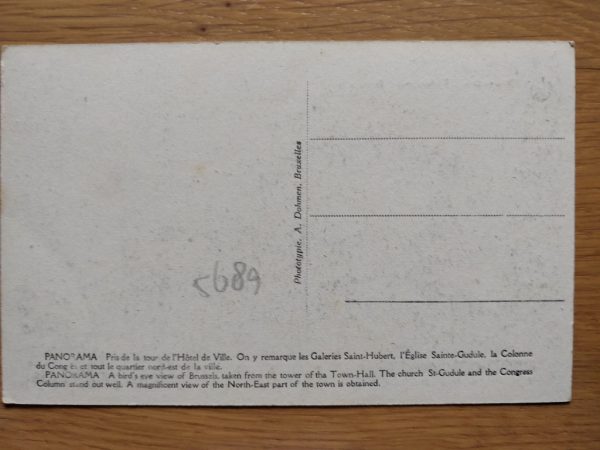 Phototypie. A. Dohmen, Bruxelles
5689
PANORAMA Pris de la tour de l'Hôtel de Ville. On y remarque les Galeries Saint-Hubert, l'Église Sainte-Gudule, la Colonne
du Congrès et tout le quartier nord-est de la ville.
PANORAMA A bird's eye view of Brussels, taken from the tower of tha Town-Hall. The church St-Gudule and the Congress
Column stand out well. A magnificent view of the North-East part of the town is obtained.